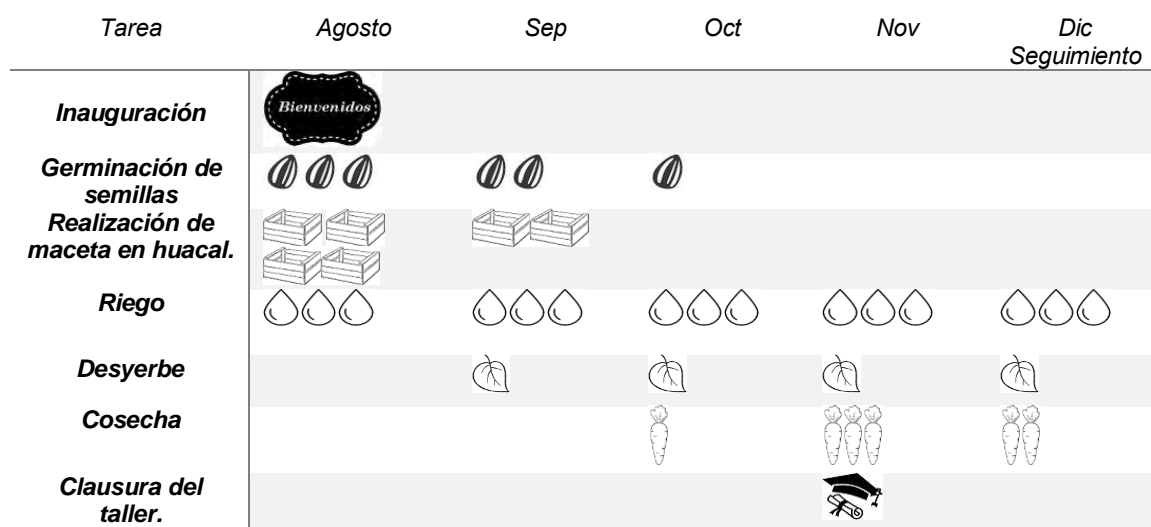 Tarea Agosto Sep Oct Nov Dic
Seguimiento
Inauguración Bienvenidos
Germinación de
semillas
Realización de
maceta en huacal.
Riego
Desyerbe
Cosecha
Clausura del
taller.